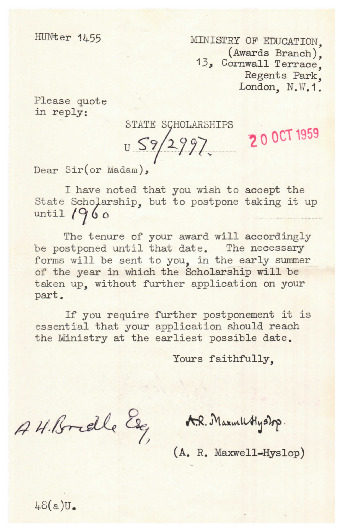 HUNter 1455
MINISTRY OF EDUCATION,
(Awards Branch),
13, Cornwall Terrace,
Regents Park,
London, N.W.1.
Please quote
in reply:
STATE SCHOLARSHIPS
U 59/2997.
20 OCT 1959
Dear Sir(or Madam),
I have noted that you wish to accept the
State Scholarship, but to postpone taking it up
until 1960
The tenure of your award will accordingly
be postponed until that date. The necessary
forms will be sent to you, in the early summer
of the year in which the Scholarship will be
taken up, without further application on your
part.
If you require further postponement it is
essential that your application should reach
the Ministry at the earliest possible date.
Yours faithfully,
A.R. Maxwell-Hyslop.
A H. Bridle Esq,
(A. R. Maxwell-Hyslop)
48(a)U.